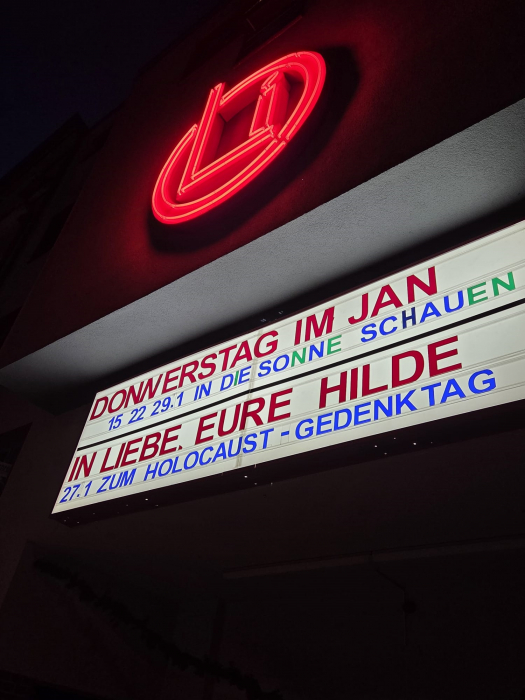 Li
DONNERSTAG IM JAN
15 22 29.1 IN DIE SONNE SCHAUEN
IN LIEBE. EURE HILDE
27.1 ZUM HOLOCAUST-GEDENKTAG